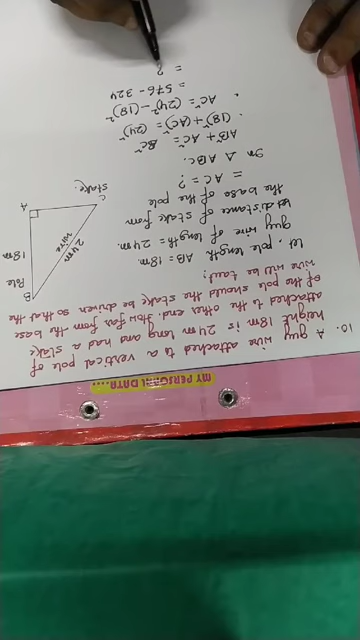 MY PERSONAL DATA....
10. A guy wire attached to a vertical pole of
height 18m is 24m long and has a stake
attached to the other end. How far from the base
of the pole should the stake be driven so that the
wire will be taut?
Let, pole length AB = 18m.
guy wire of length = 24m.
Let distance of stake from
the base of the pole
= AC = ?
In △ ABC.
AB² + AC² = BC²
(18)² + (AC)² = (24)²
AC² = (24)² - (18)²
= 576 - 324
= ?
B
Pole
18m
24m
wire
A
C
stake.